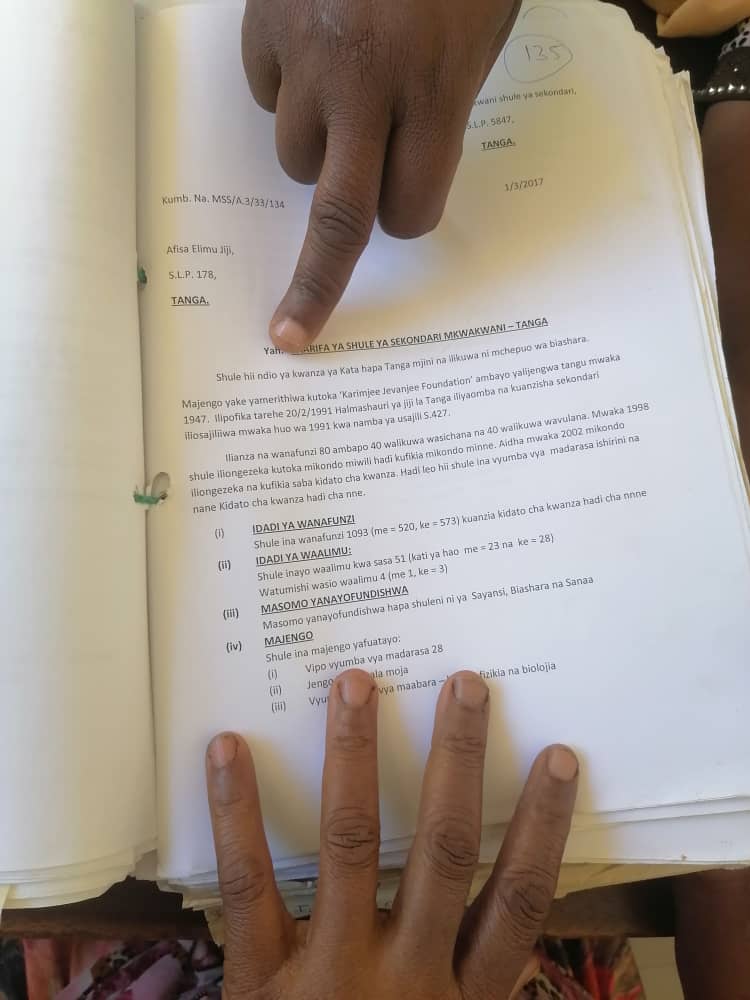 135
kwani shule ya sekondari,
S.L.P. 5847,
TANGA.
1/3/2017
Kumb. Na. MSS/A.3/33/134
Afisa Elimu Jiji,
S.L.P. 178,
TANGA.
Yah: ARIFA YA SHULE YA SEKONDARI MKWAKWANI – TANGA
Shule hii ndio ya kwanza ya Kata hapa Tanga mjini na ilikuwa ni mchepuo wa biashara.
Majengo yake yamerithiwa kutoka ‘Karimjee Jevanjee Foundation’ ambayo yalijengwa tangu mwaka
1947. Ilipofika tarehe 20/2/1991 Halmashauri ya jiji la Tanga iliyaomba na kuanzisha sekondari
iliosajiliiwa mwaka huo wa 1991 kwa namba ya usajili S.427.
Ilianza na wanafunzi 80 ambapo 40 walikuwa wasichana na 40 walikuwa wavulana. Mwaka 1998
shule iliongezeka kutoka mikondo miwili hadi kufikia mikondo minne. Aidha mwaka 2002 mikondo
iliongezeka na kufikia saba kidato cha kwanza. Hadi leo hii shule ina vyumba vya madarasa ishirini na
nane Kidato cha kwanza hadi cha nne.
(i) IDADI YA WANAFUNZI
Shule ina wanafunzi 1093 (me = 520, ke = 573) kuanzia kidato cha kwanza hadi cha nnne
(ii) IDADI YA WAALIMU:
Shule inayo waalimu kwa sasa 51 (kati ya hao me = 23 na ke = 28)
Watumishi wasio waalimu 4 (me 1, ke = 3)
(iii) MASOMO YANAYOFUNDISHWA
Masomo yanayofundishwa hapa shuleni ni ya Sayansi, Biashara na Sanaa
(iv) MAJENGO
Shule ina majengo yafuatayo:
(i) Vipo vyumba vya madarasa 28
(ii) Jengo ala moja
(iii) vya maabara – fizikia na biolojia